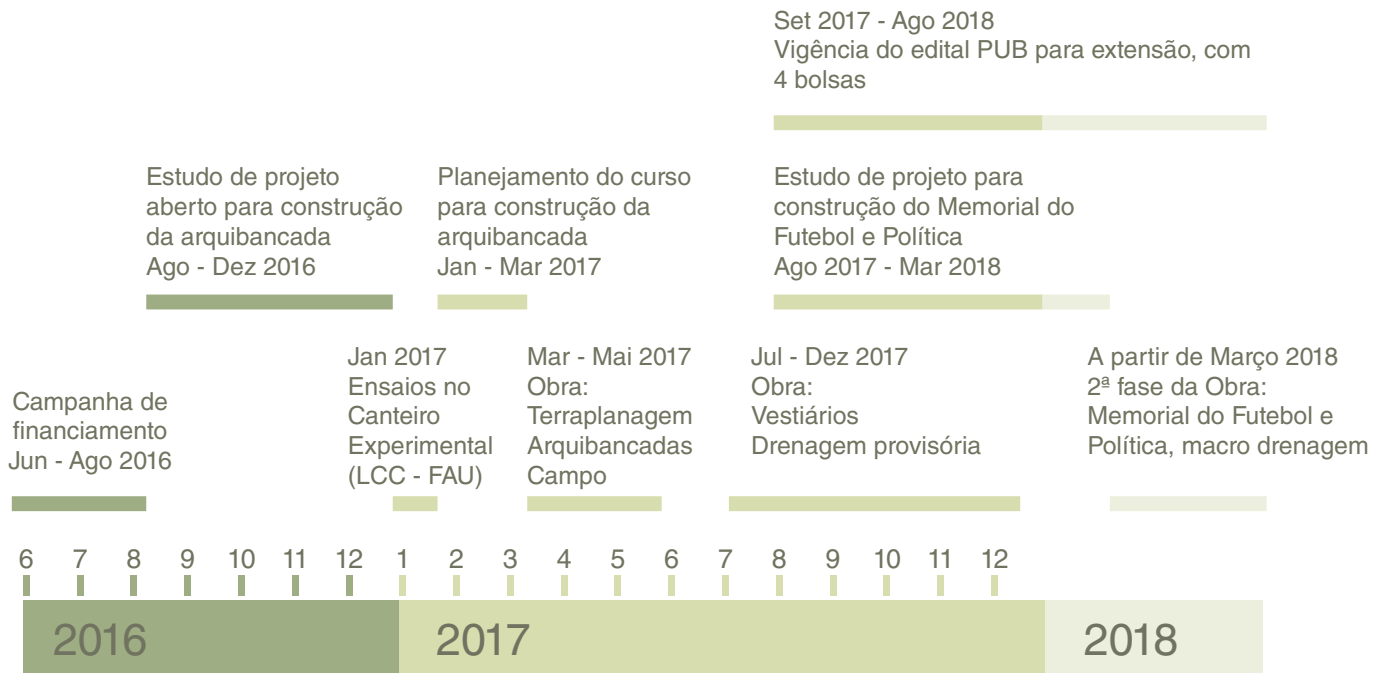 Set 2017 - Ago 2018
Vigência do edital PUB para extensão, com
4 bolsas
Estudo de projeto
aberto para construção
da arquibancada
Ago - Dez 2016
Planejamento do curso
para construção da
arquibancada
Jan - Mar 2017
Estudo de projeto para
construção do Memorial do
Futebol e Política
Ago 2017 - Mar 2018
Campanha de
financiamento
Jun - Ago 2016
Jan 2017
Ensaios no
Canteiro
Experimental
(LCC - FAU)
Mar - Mai 2017
Obra:
Terraplanagem
Arquibancadas
Campo
Jul - Dez 2017
Obra:
Vestiários
Drenagem provisória
A partir de Março 2018
2ª fase da Obra:
Memorial do Futebol e
Política, macro drenagem
6 7 8 9 10 11 12 1 2 3 4 5 6 7 8 9 10 11 12
2016 2017 2018